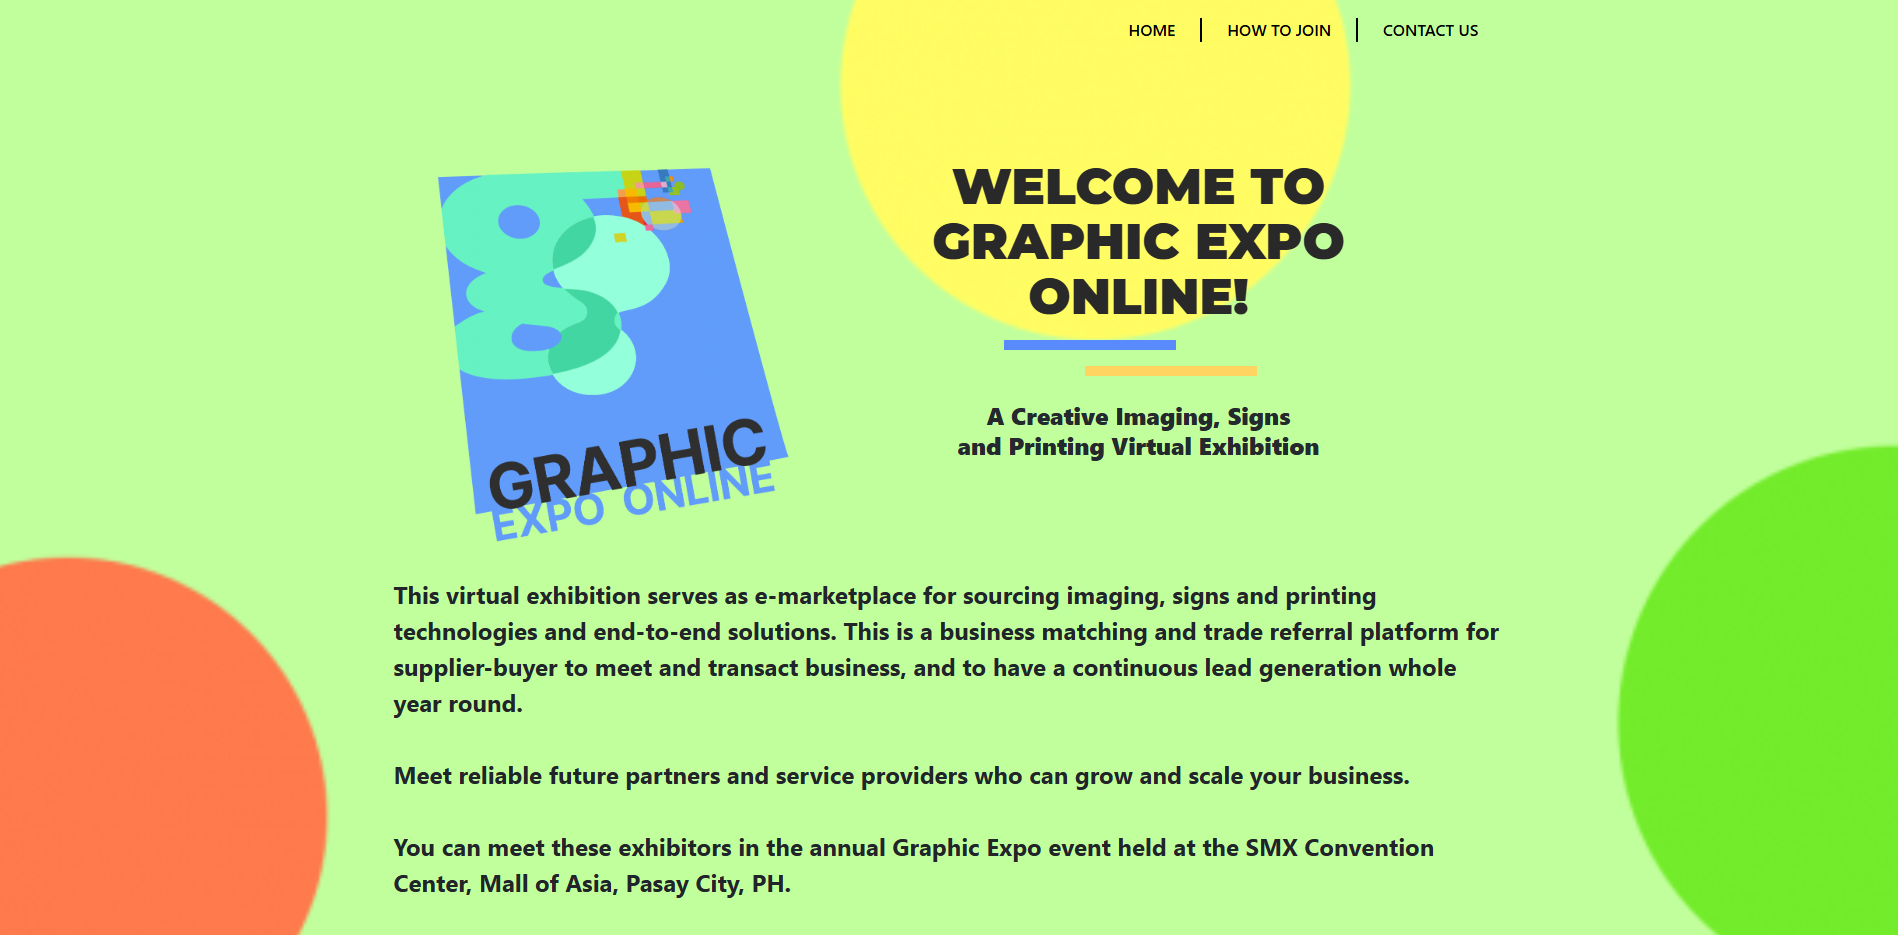 HOME
HOW TO JOIN
CONTACT US
GRAPHIC
EXPO ONLINE
WELCOME TO
GRAPHIC EXPO
ONLINE!
A Creative Imaging, Signs
and Printing Virtual Exhibition
This virtual exhibition serves as e-marketplace for sourcing imaging, signs and printing
technologies and end-to-end solutions. This is a business matching and trade referral platform for
supplier-buyer to meet and transact business, and to have a continuous lead generation whole
year round.
Meet reliable future partners and service providers who can grow and scale your business.
You can meet these exhibitors in the annual Graphic Expo event held at the SMX Convention
Center, Mall of Asia, Pasay City, PH.